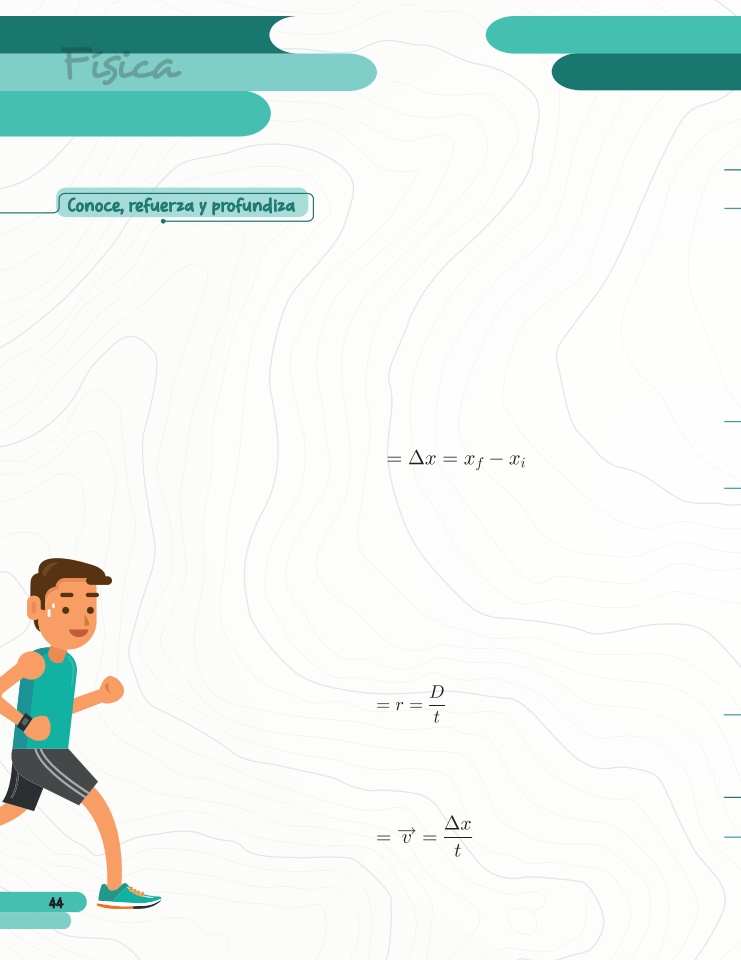 Física
Conoce, refuerza y profundiza
= Δx = x_f − x_i
= r = D/t
= v⃗ = Δx/t
44